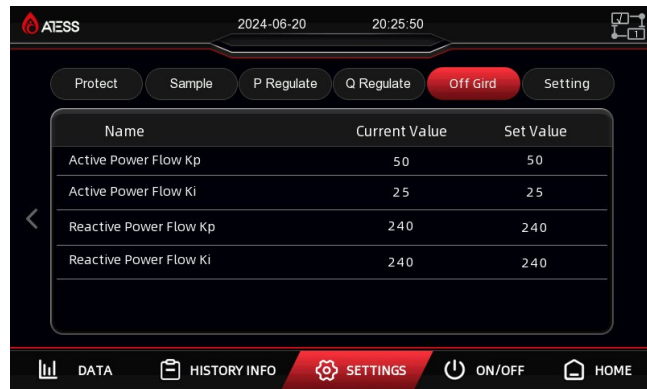 ATESS 2024-06-20 20:25:50
1
Protect Sample P Regulate Q Regulate Off Gird Setting
Name Current Value Set Value
Active Power Flow Kp 50 50
Active Power Flow Ki 25 25
Reactive Power Flow Kp 240 240
Reactive Power Flow Ki 240 240
DATA HISTORY INFO SETTINGS ON/OFF HOME